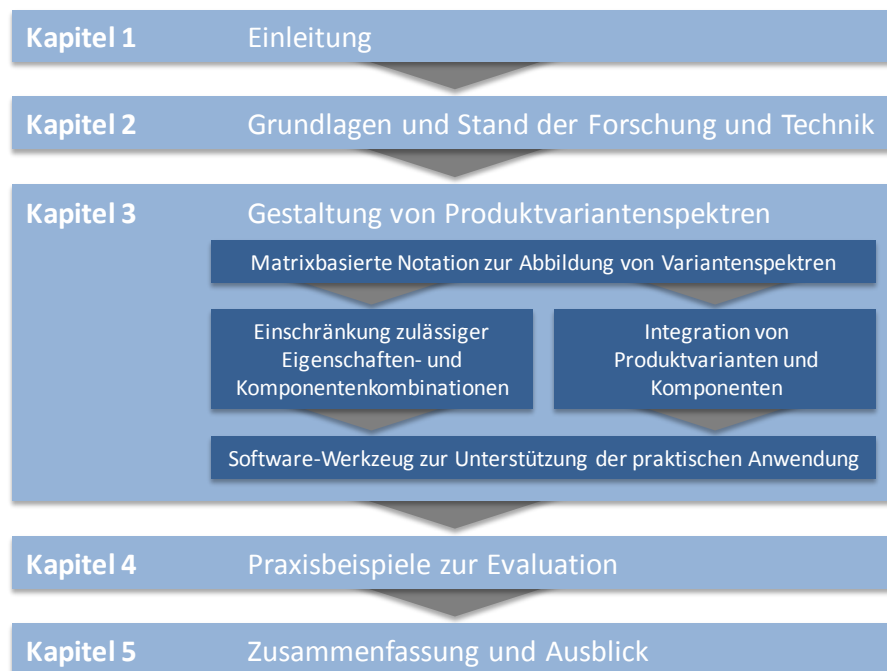 Kapitel 1 Einleitung
Kapitel 2 Grundlagen und Stand der Forschung und Technik
Kapitel 3 Gestaltung von Produktvariantenspektren
Matrixbasierte Notation zur Abbildung von Variantenspektren
Einschränkung zulässiger
Eigenschaften- und
Komponentenkombinationen
Integration von
Produktvarianten und
Komponenten
Software-Werkzeug zur Unterstützung der praktischen Anwendung
Kapitel 4 Praxisbeispiele zur Evaluation
Kapitel 5 Zusammenfassung und Ausblick